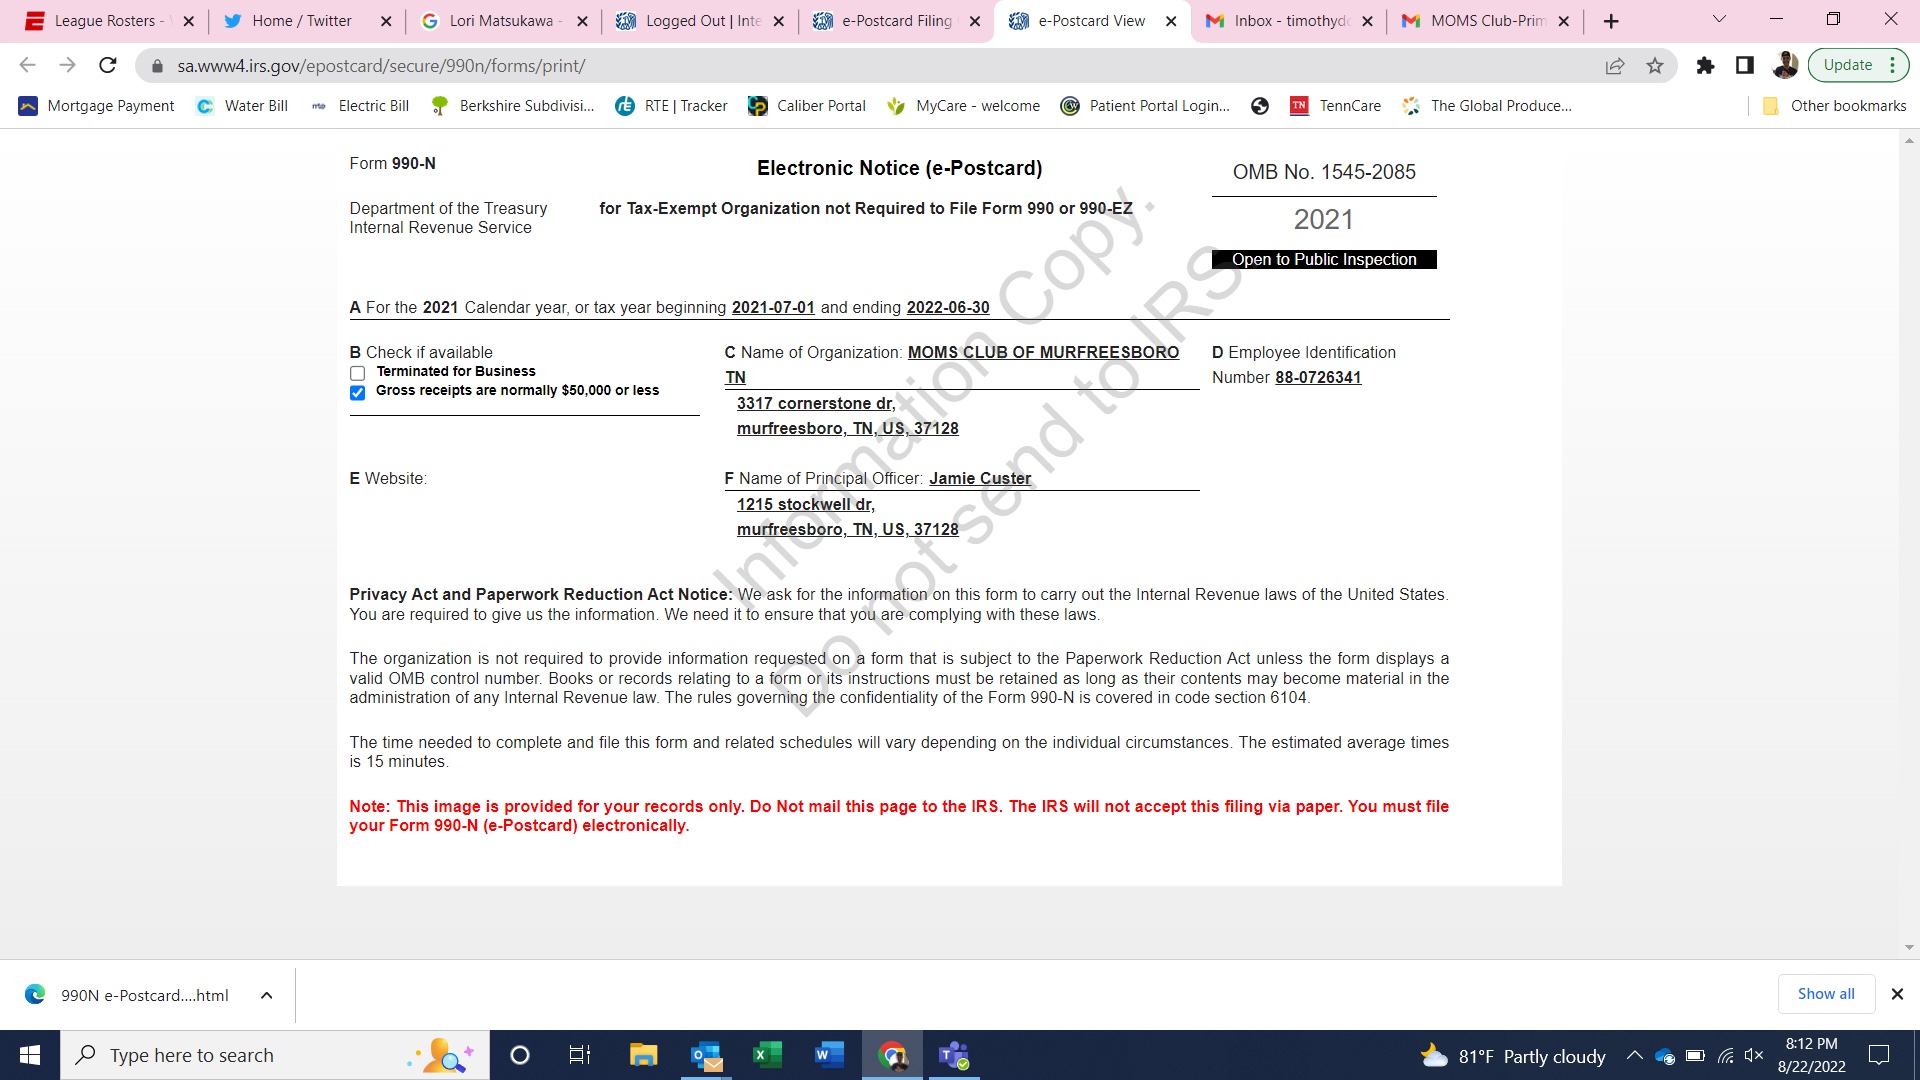 League Rosters -
Home / Twitter
Lori Matsukawa -
Logged Out | Inte
e-Postcard Filing
e-Postcard View
Inbox - timothydc
MOMS Club-Prim
sa.www4.irs.gov/epostcard/secure/990n/forms/print/
Update
Mortgage Payment
Water Bill
Electric Bill
Berkshire Subdivisi...
RTE | Tracker
Caliber Portal
MyCare - welcome
Patient Portal Login...
TN
TennCare
The Global Produce...
Other bookmarks
Form 990-N
Electronic Notice (e-Postcard)
OMB No. 1545-2085
Department of the Treasury
Internal Revenue Service
for Tax-Exempt Organization not Required to File Form 990 or 990-EZ
2021
Open to Public Inspection
A For the 2021 Calendar year, or tax year beginning 2021-07-01 and ending 2022-06-30
B Check if available
Terminated for Business
Gross receipts are normally $50,000 or less
C Name of Organization: MOMS CLUB OF MURFREESBORO
TN
3317 cornerstone dr,
murfreesboro, TN, US, 37128
D Employee Identification
Number 88-0726341
E Website:
F Name of Principal Officer: Jamie Custer
1215 stockwell dr,
murfreesboro, TN, US, 37128
Information Copy.
Do not send to IRS
Privacy Act and Paperwork Reduction Act Notice: We ask for the information on this form to carry out the Internal Revenue laws of the United States.
You are required to give us the information. We need it to ensure that you are complying with these laws.
The organization is not required to provide information requested on a form that is subject to the Paperwork Reduction Act unless the form displays a
valid OMB control number. Books or records relating to a form or its instructions must be retained as long as their contents may become material in the
administration of any Internal Revenue law. The rules governing the confidentiality of the Form 990-N is covered in code section 6104.
The time needed to complete and file this form and related schedules will vary depending on the individual circumstances. The estimated average times
is 15 minutes.
Note: This image is provided for your records only. Do Not mail this page to the IRS. The IRS will not accept this filing via paper. You must file
your Form 990-N (e-Postcard) electronically.
990N e-Postcard....html
Show all
Type here to search
81°F Partly cloudy
8:12 PM
8/22/2022